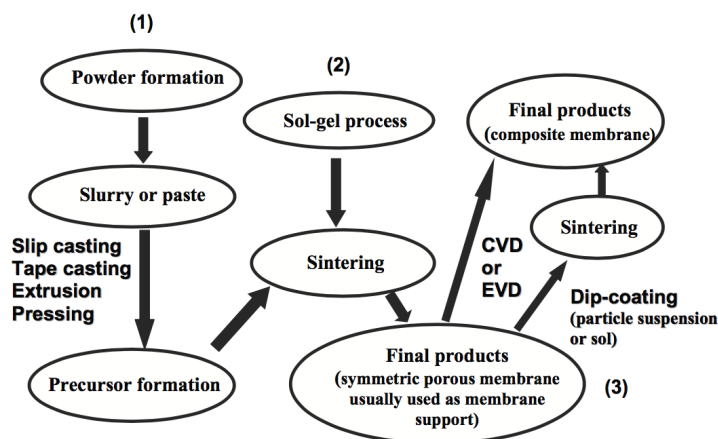 (1)
Powder formation
Slurry or paste
Slip casting
Tape casting
Extrusion
Pressing
Precursor formation
(2)
Sol-gel process
Sintering
Final products
(symmetric porous membrane
usually used as membrane
support)
(3)
CVD
or
EVD
Dip-coating
(particle suspension
or sol)
Sintering
Final products
(composite membrane)